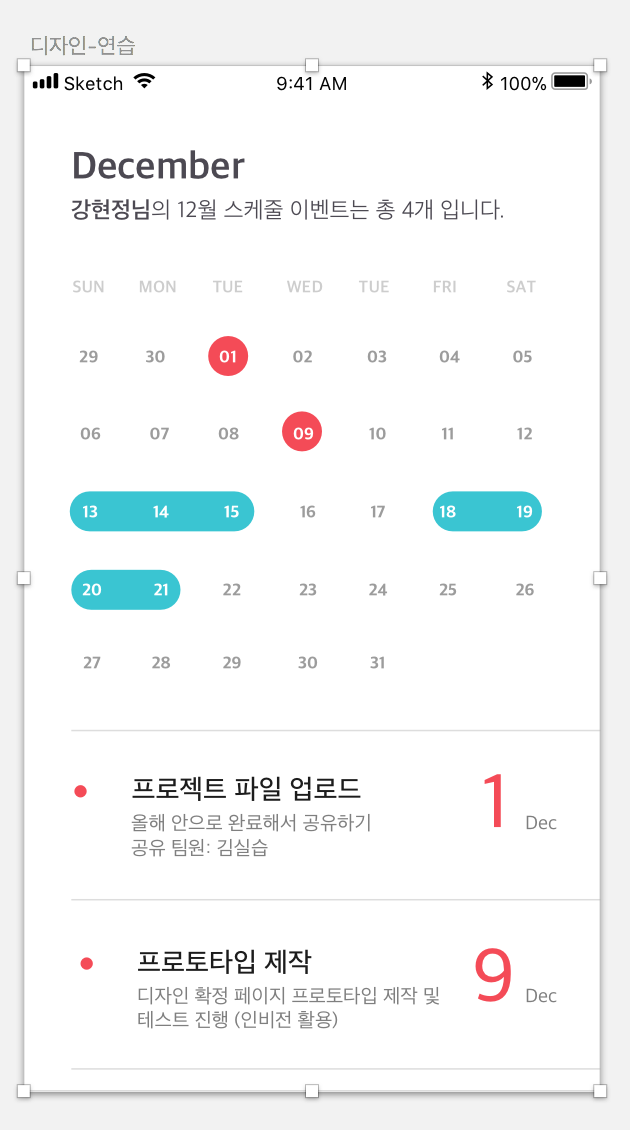 디자인-연습
Sketch 9:41 AM 100%
December
강현정님의 12월 스케줄 이벤트는 총 4개 입니다.
SUN MON TUE WED TUE FRI SAT
29 30 01 02 03 04 05
06 07 08 09 10 11 12
13 14 15 16 17 18 19
20 21 22 23 24 25 26
27 28 29 30 31
프로젝트 파일 업로드
올해 안으로 완료해서 공유하기
공유 팀원: 김실습
1 Dec
프로토타입 제작
디자인 확정 페이지 프로토타입 제작 및
테스트 진행 (인비전 활용)
9 Dec